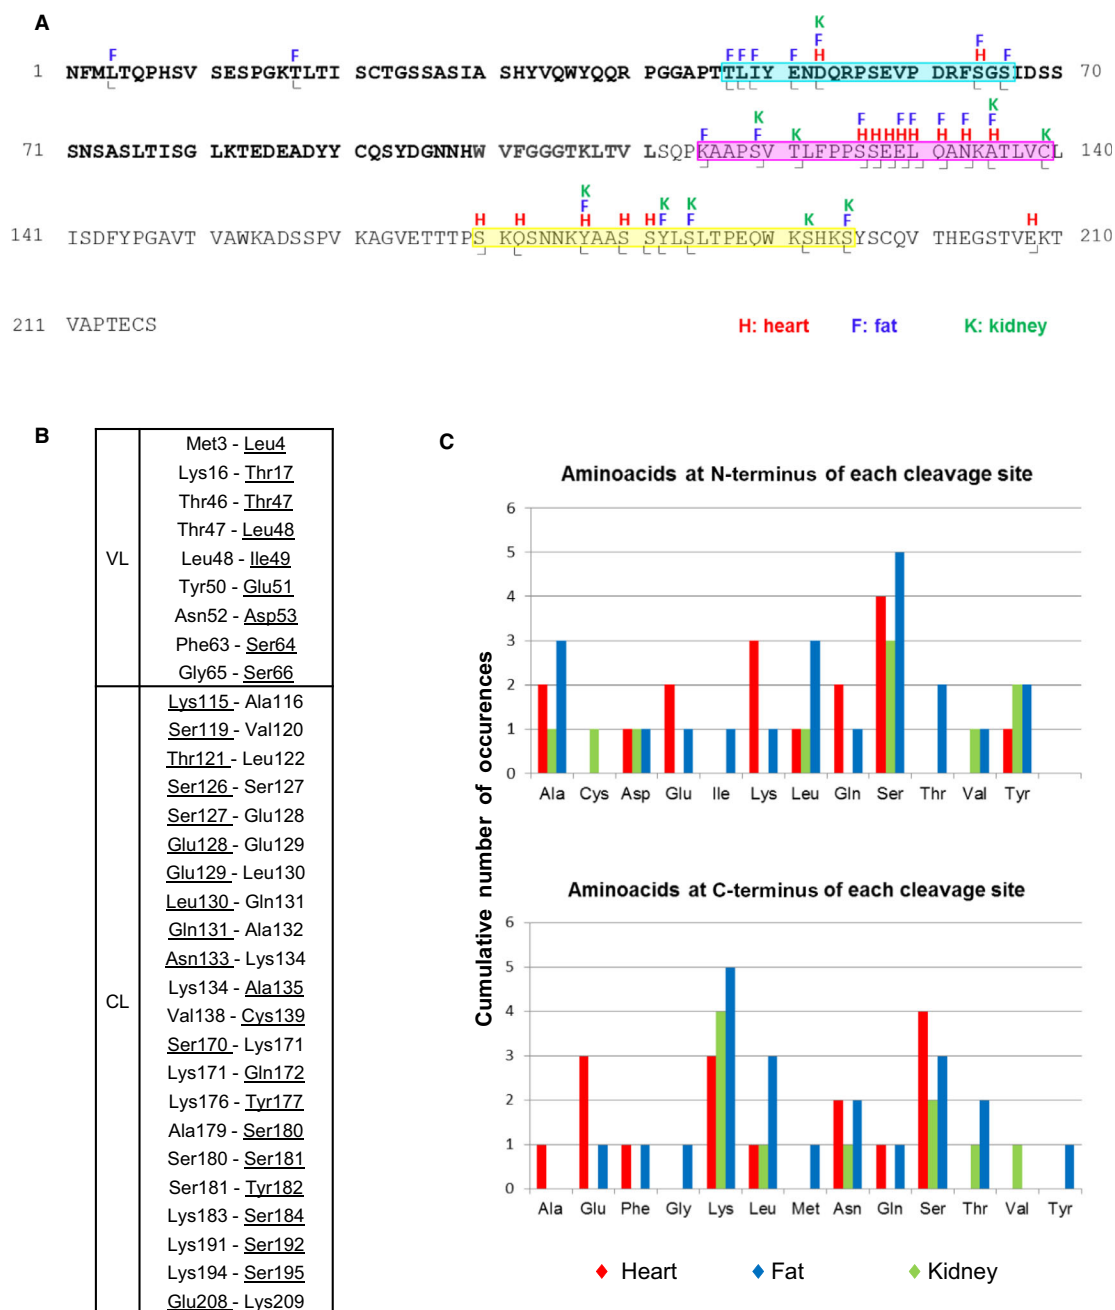 A
K
F F F K
F F F F F F H H F
1 NFMLTQPHSV SESPGKTLTI SCTGSSASIA SHYVQWYQQR PGGAPTTLIY ENDQRPSEVP DRFSGSIDSS 70
K
K F F F F F F
F F K H H H H H H H H K
71 SNSASLTISG LKTEDEADYY CQSYDGNNHW VFGGGTKLTV LSQPKAAPSV TLFPPSSEEL QANKATLVCL 140
K
F K K K
H H H H H F F K F H
141 ISDFYPGAVT VAWKADSSPV KAGVETTTPS KQSNNKYAAS SYLSLTPEQW KSHKSYSCQV THEGSTVEKT 210
211 VAPTECS H: heart F: fat K: kidney
B
VL
Met3 - Leu4
Lys16 - Thr17
Thr46 - Thr47
Thr47 - Leu48
Leu48 - Ile49
Tyr50 - Glu51
Asn52 - Asp53
Phe63 - Ser64
Gly65 - Ser66
CL
Lys115 - Ala116
Ser119 - Val120
Thr121 - Leu122
Ser126 - Ser127
Ser127 - Glu128
Glu128 - Glu129
Glu129 - Leu130
Leu130 - Gln131
Gln131 - Ala132
Asn133 - Lys134
Lys134 - Ala135
Val138 - Cys139
Ser170 - Lys171
Lys171 - Gln172
Lys176 - Tyr177
Ala179 - Ser180
Ser180 - Ser181
Ser181 - Tyr182
Lys183 - Ser184
Lys191 - Ser192
Lys194 - Ser195
Glu208 - Lys209
C
Cumulative number of occurences
Aminoacids at N-terminus of each cleavage site
6
5
4
3
2
1
0
Ala Cys Asp Glu Ile Lys Leu Gln Ser Thr Val Tyr
Aminoacids at C-terminus of each cleavage site
6
5
4
3
2
1
0
Ala Glu Phe Gly Lys Leu Met Asn Gln Ser Thr Val Tyr
Heart Fat Kidney